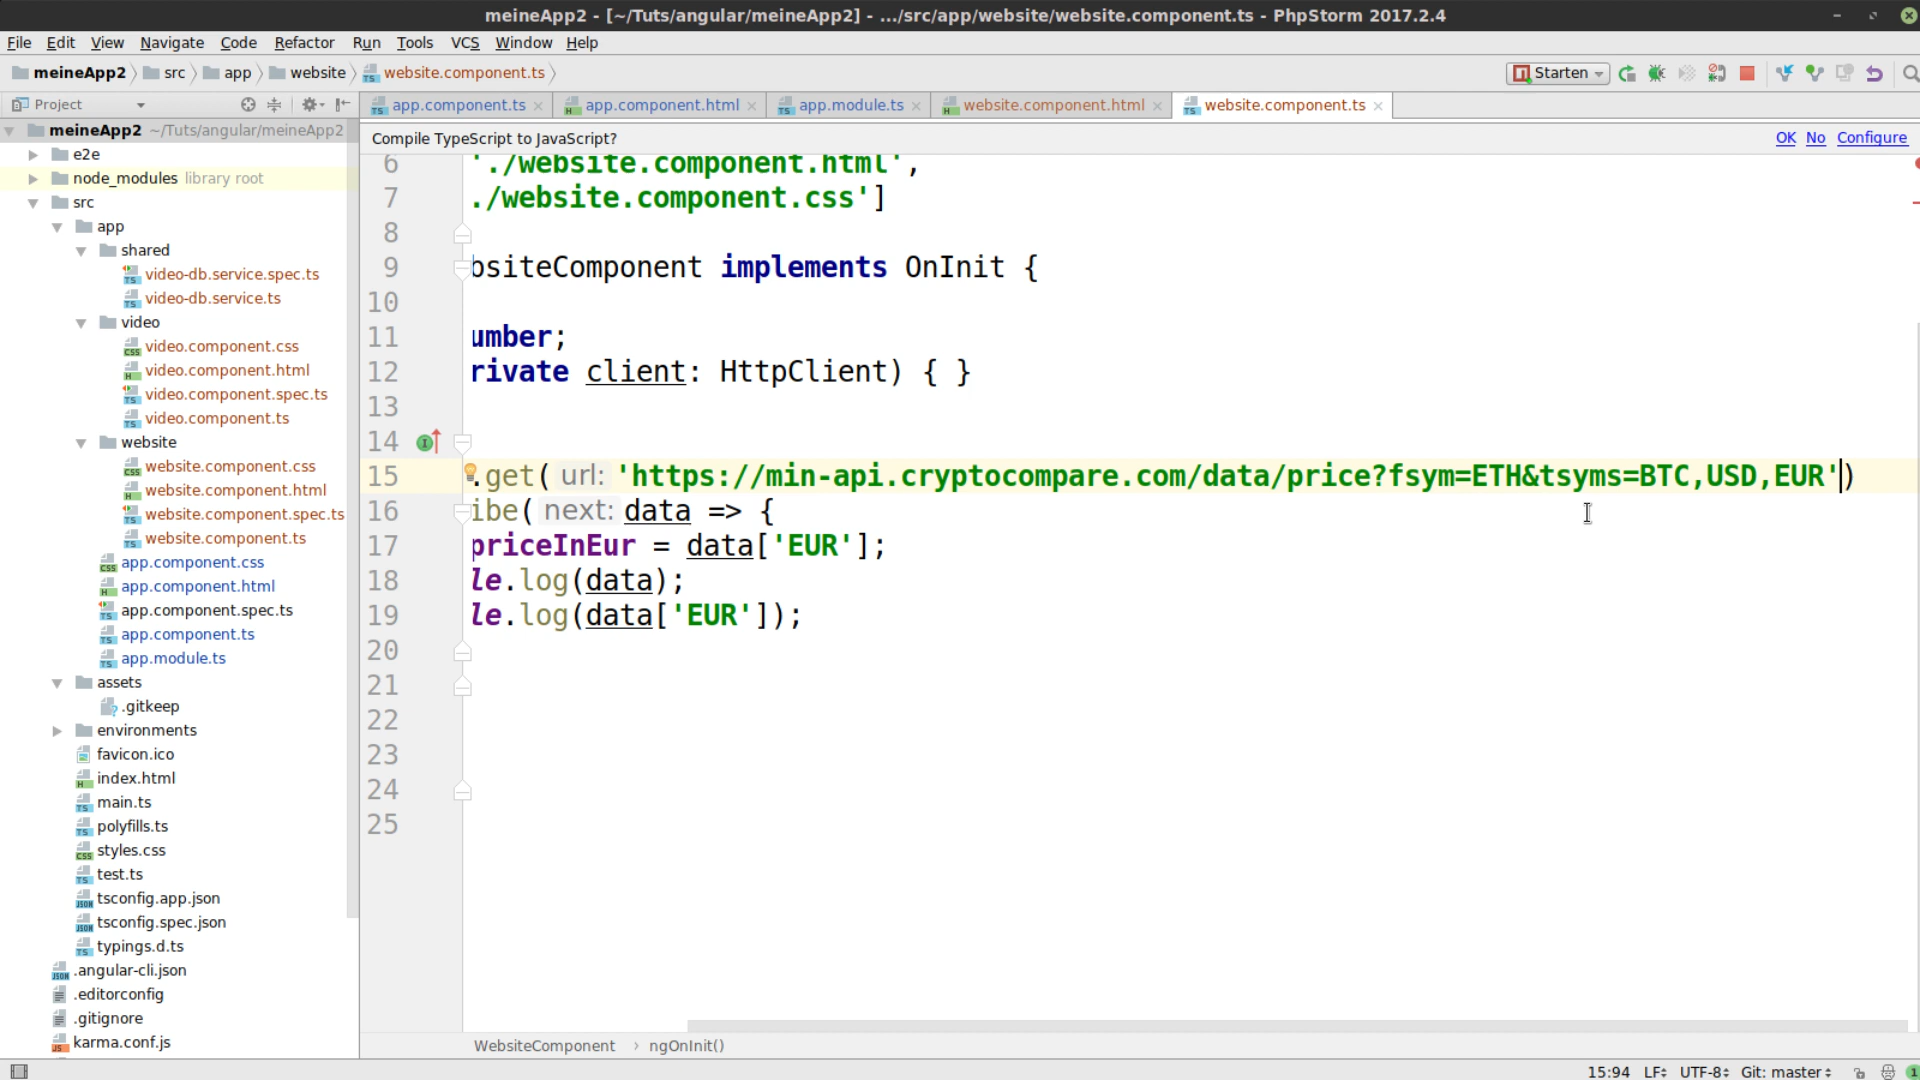 meineApp2 - [~/Tuts/angular/meineApp2] - .../src/app/website/website.component.ts - PhpStorm 2017.2.4
File Edit View Navigate Code Refactor Run Tools VCS Window Help
meineApp2 src app website website.component.ts Starten
Project app.component.ts app.component.html app.module.ts website.component.html website.component.ts
meineApp2 ~/Tuts/angular/meineApp2
Compile TypeScript to JavaScript? OK No Configure
e2e
node_modules library root
src
app
shared
video-db.service.spec.ts
video-db.service.ts
video
video.component.css
video.component.html
video.component.spec.ts
video.component.ts
website
website.component.css
website.component.html
website.component.spec.ts
website.component.ts
app.component.css
app.component.html
app.component.spec.ts
app.component.ts
app.module.ts
assets
.gitkeep
environments
favicon.ico
index.html
main.ts
polyfills.ts
styles.css
test.ts
tsconfig.app.json
tsconfig.spec.json
typings.d.ts
.angular-cli.json
.editorconfig
.gitignore
karma.conf.js
6 './website.component.html',
7 ./website.component.css']
8
9 bsiteComponent implements OnInit {
10
11 umber;
12 rivate client: HttpClient) { }
13
14
15 .get( url: 'https://min-api.cryptocompare.com/data/price?fsym=ETH&tsyms=BTC,USD,EUR')
16 ibe( next: data => {
17 priceInEur = data['EUR'];
18 le.log(data);
19 le.log(data['EUR']);
20
21
22
23
24
25
WebsiteComponent › ngOnInit()
15:94 LF UTF-8 Git: master 1